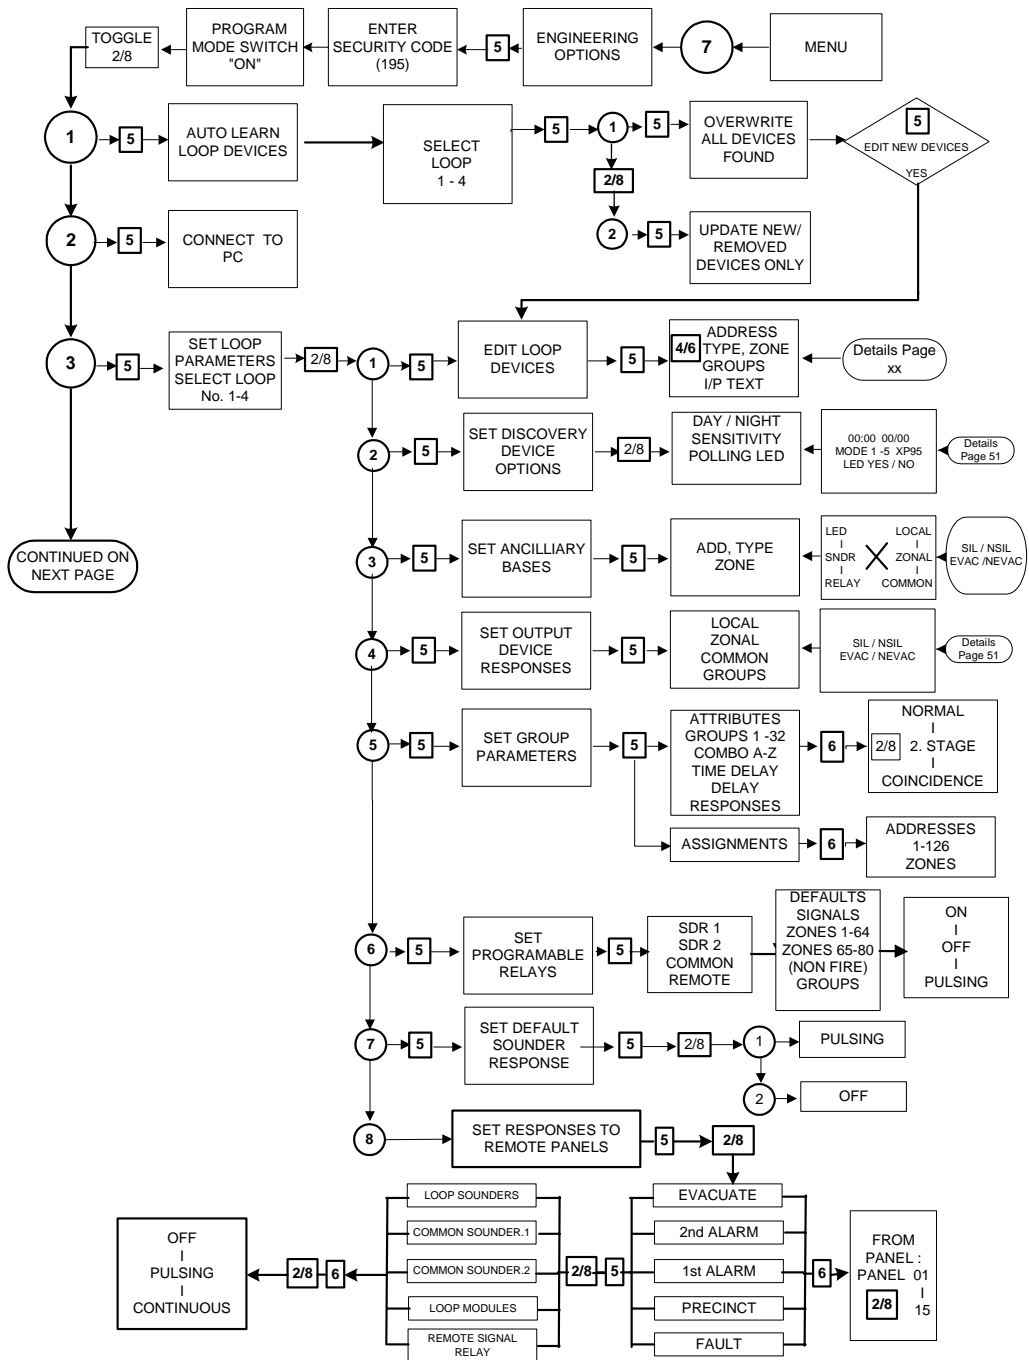 TOGGLE
2/8
PROGRAM
MODE SWITCH
"ON"
ENTER
SECURITY CODE
(195)
5
ENGINEERING
OPTIONS
7
MENU
1
5
AUTO LEARN
LOOP DEVICES
SELECT
LOOP
1 - 4
5
1
5
OVERWRITE
ALL DEVICES
FOUND
5
EDIT NEW DEVICES
YES
2/8
2
5
UPDATE NEW/
REMOVED
DEVICES ONLY
2
5
CONNECT TO
PC
3
5
SET LOOP
PARAMETERS
SELECT LOOP
No. 1-4
2/8
1
5
EDIT LOOP
DEVICES
5
4/6
ADDRESS
TYPE, ZONE
GROUPS
I/P TEXT
Details Page
xx
2
5
SET DISCOVERY
DEVICE
OPTIONS
2/8
DAY / NIGHT
SENSITIVITY
POLLING LED
00:00 00/00
MODE 1 -5 XP95
LED YES / NO
Details
Page 51
CONTINUED ON
NEXT PAGE
3
5
SET ANCILLIARY
BASES
5
ADD, TYPE
ZONE
LED
I
SNDR
I
RELAY
LOCAL
I
ZONAL
I
COMMON
SIL / NSIL
EVAC /NEVAC
4
5
SET OUTPUT
DEVICE
RESPONSES
5
LOCAL
ZONAL
COMMON
GROUPS
SIL / NSIL
EVAC / NEVAC
Details
Page 51
5
5
SET GROUP
PARAMETERS
5
ATTRIBUTES
GROUPS 1 -32
COMBO A-Z
TIME DELAY
DELAY
RESPONSES
6
NORMAL
I
2/8
2. STAGE
I
COINCIDENCE
ASSIGNMENTS
6
ADDRESSES
1-126
ZONES
6
5
SET
PROGRAMABLE
RELAYS
5
SDR 1
SDR 2
COMMON
REMOTE
DEFAULTS
SIGNALS
ZONES 1-64
ZONES 65-80
(NON FIRE)
GROUPS
ON
I
OFF
I
PULSING
7
5
SET DEFAULT
SOUNDER
RESPONSE
5
2/8
1
PULSING
2
OFF
8
SET RESPONSES TO
REMOTE PANELS
5
2/8
OFF
I
PULSING
I
CONTINUOUS
2/8
6
LOOP SOUNDERS
COMMON SOUNDER.1
COMMON SOUNDER.2
LOOP MODULES
REMOTE SIGNAL
RELAY
2/8
5
EVACUATE
2nd ALARM
1st ALARM
PRECINCT
FAULT
6
FROM
PANEL :
PANEL 01
I
2/8
15